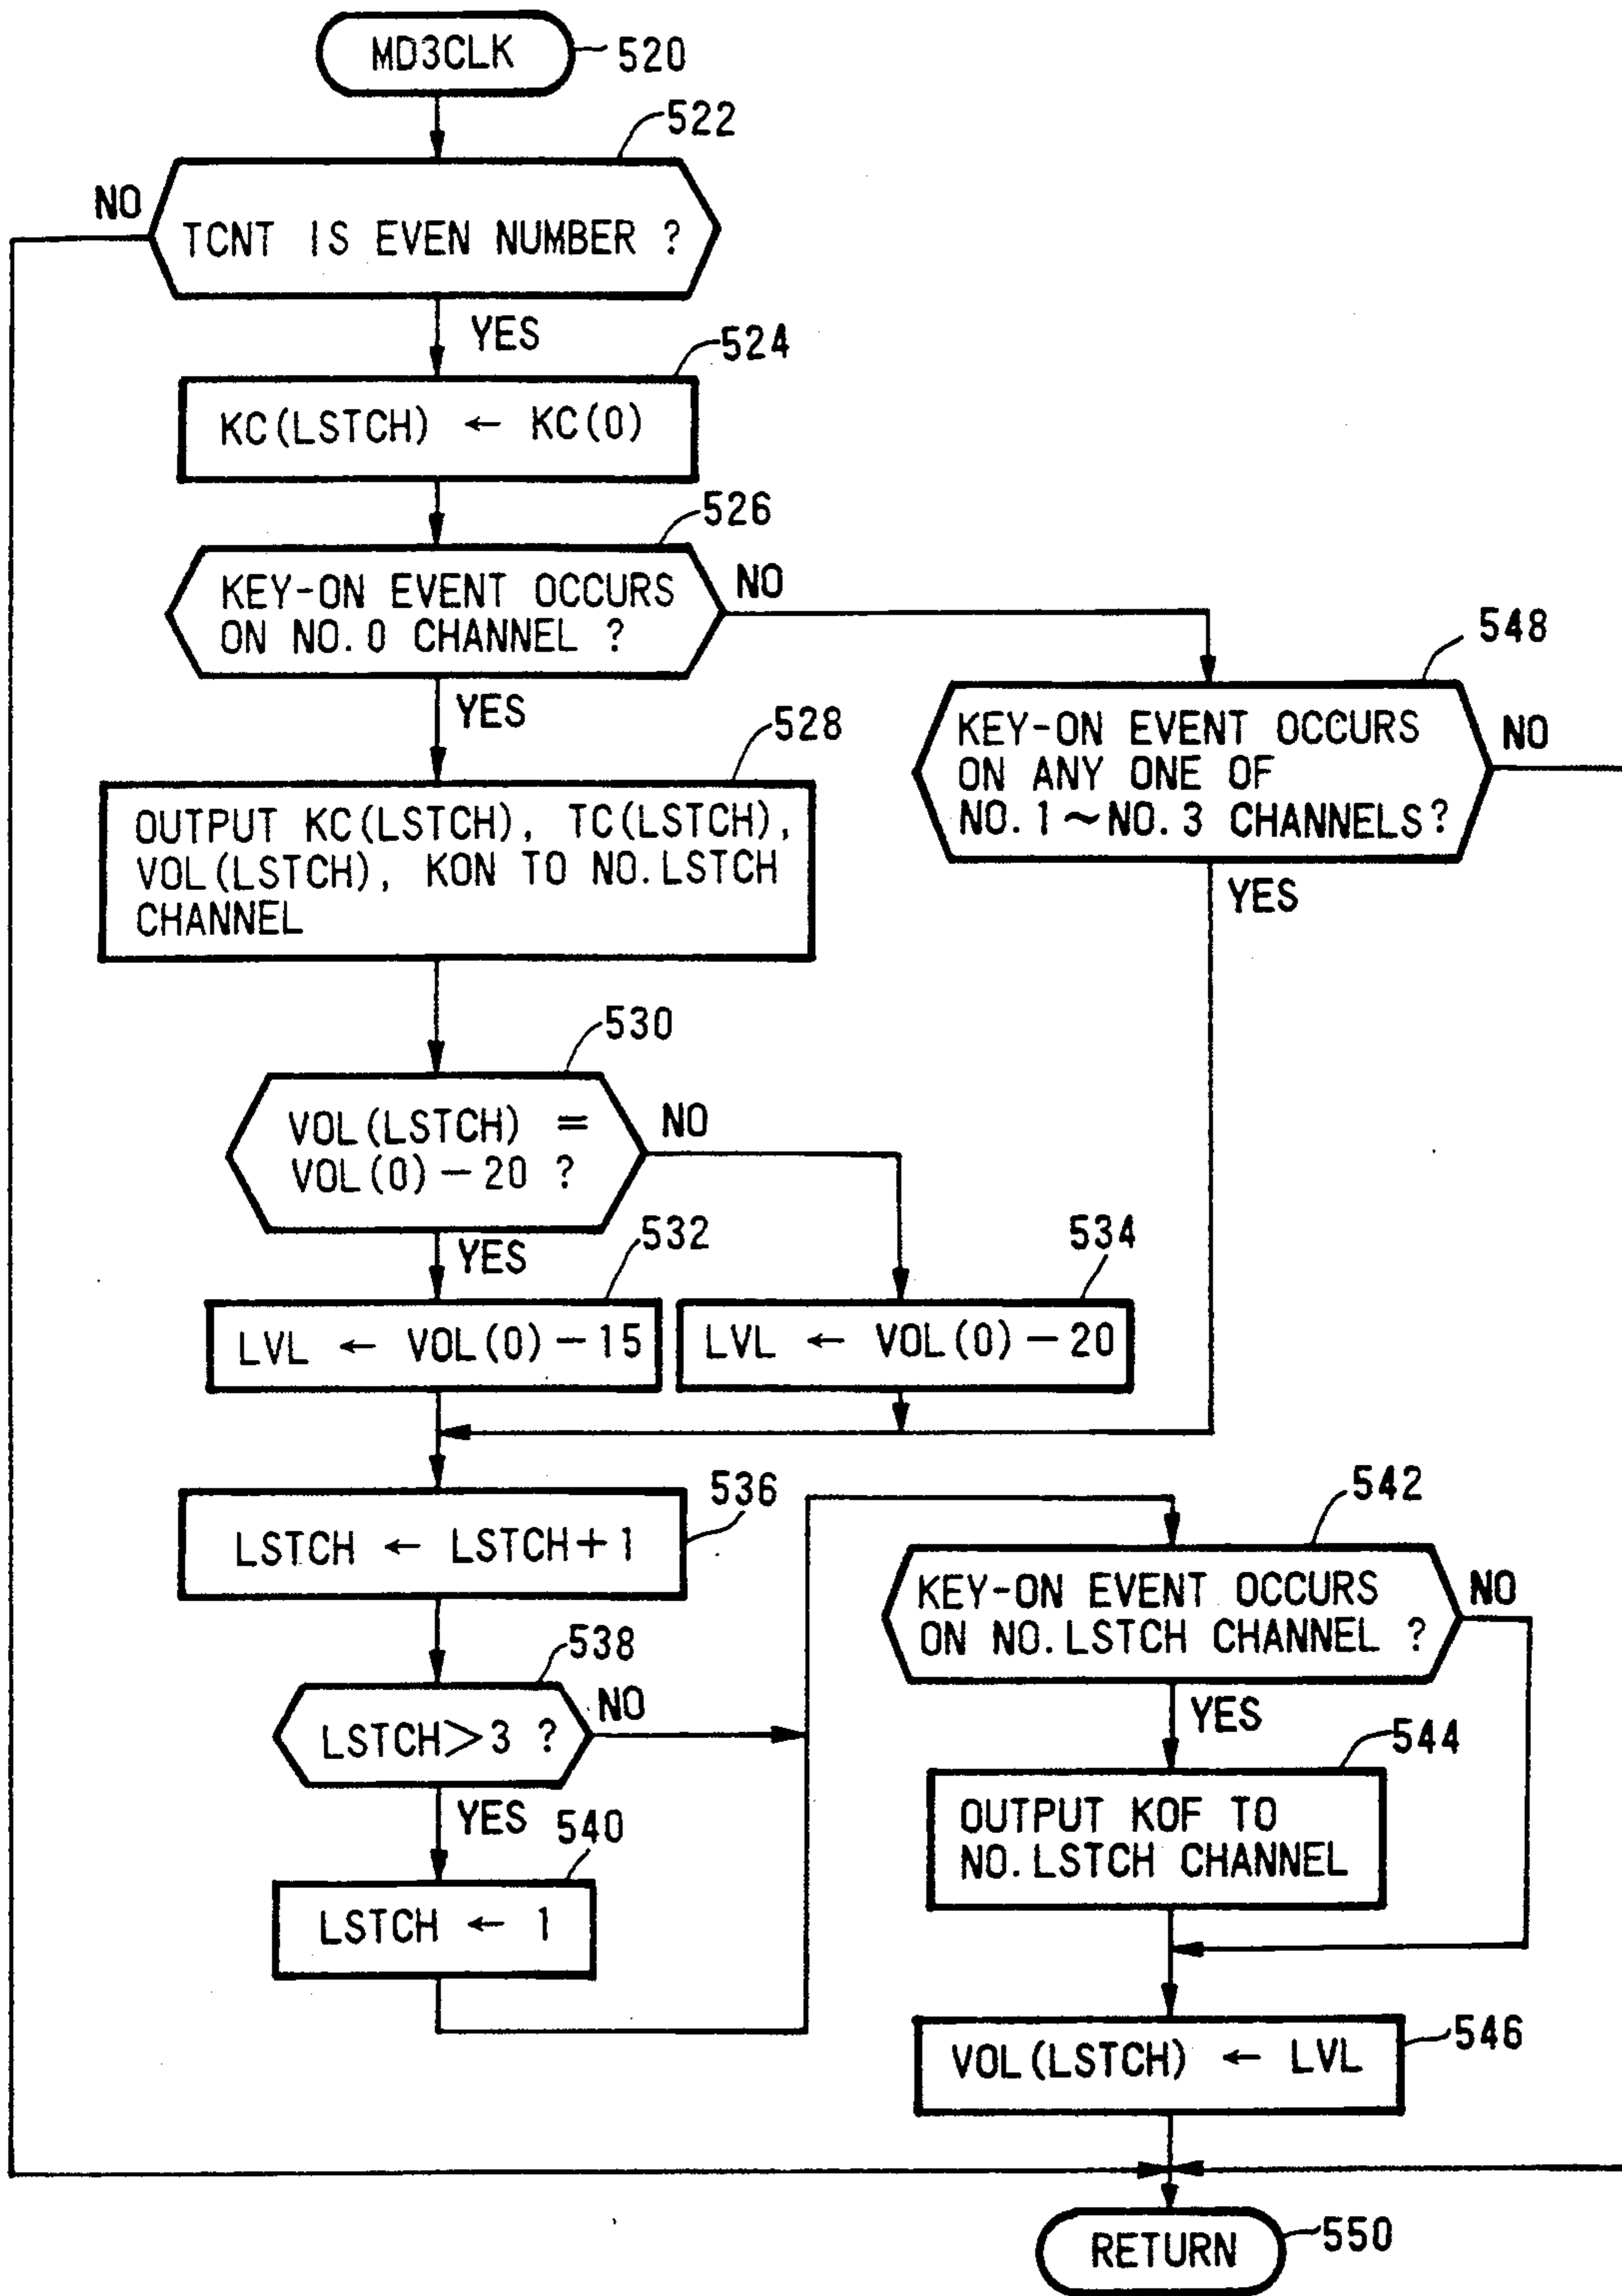 MD3CLK
520
522
NO
TCNT IS EVEN NUMBER ?
YES
524
KC(LSTCH) ← KC(0)
526
KEY-ON EVENT OCCURS
ON NO.0 CHANNEL ?
NO
YES
548
KEY-ON EVENT OCCURS
ON ANY ONE OF
NO.1~NO.3 CHANNELS?
NO
YES
528
OUTPUT KC(LSTCH), TC(LSTCH),
VOL(LSTCH), KON TO NO.LSTCH
CHANNEL
530
VOL(LSTCH) =
VOL(0)-20 ?
NO
YES
532
LVL ← VOL(0)-15
534
LVL ← VOL(0)-20
536
LSTCH ← LSTCH+1
538
LSTCH>3 ?
NO
YES
540
LSTCH ← 1
542
KEY-ON EVENT OCCURS
ON NO.LSTCH CHANNEL ?
NO
YES
544
OUTPUT KOF TO
NO.LSTCH CHANNEL
546
VOL(LSTCH) ← LVL
RETURN
550